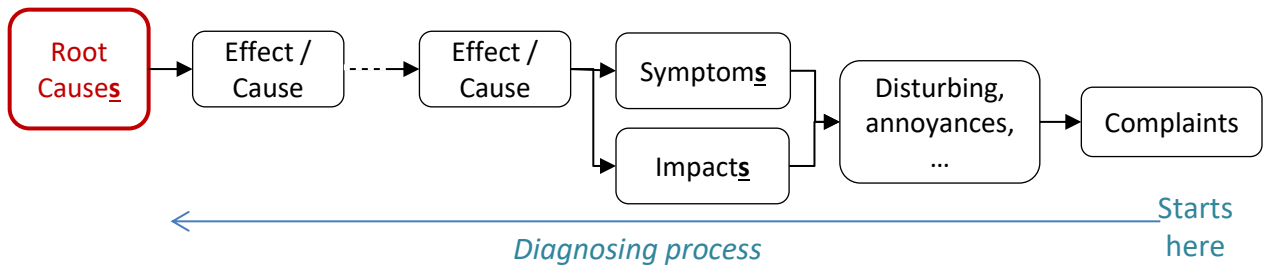 Root
Causes
Effect /
Cause
Effect /
Cause
Symptoms
Impacts
Disturbing,
annoyances,
...
Complaints
Starts
here
Diagnosing process